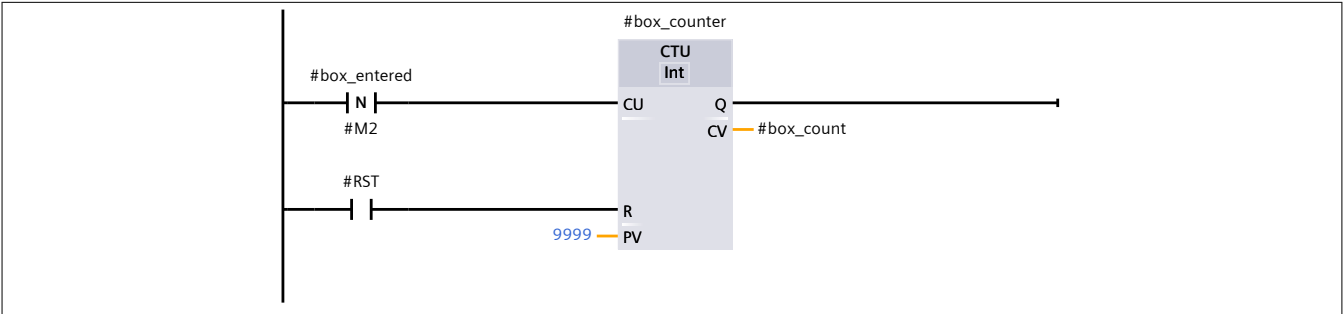 #box_counter
CTU
Int
#box_entered
N
CU Q
#M2
CV #box_count
#RST
R
9999 PV